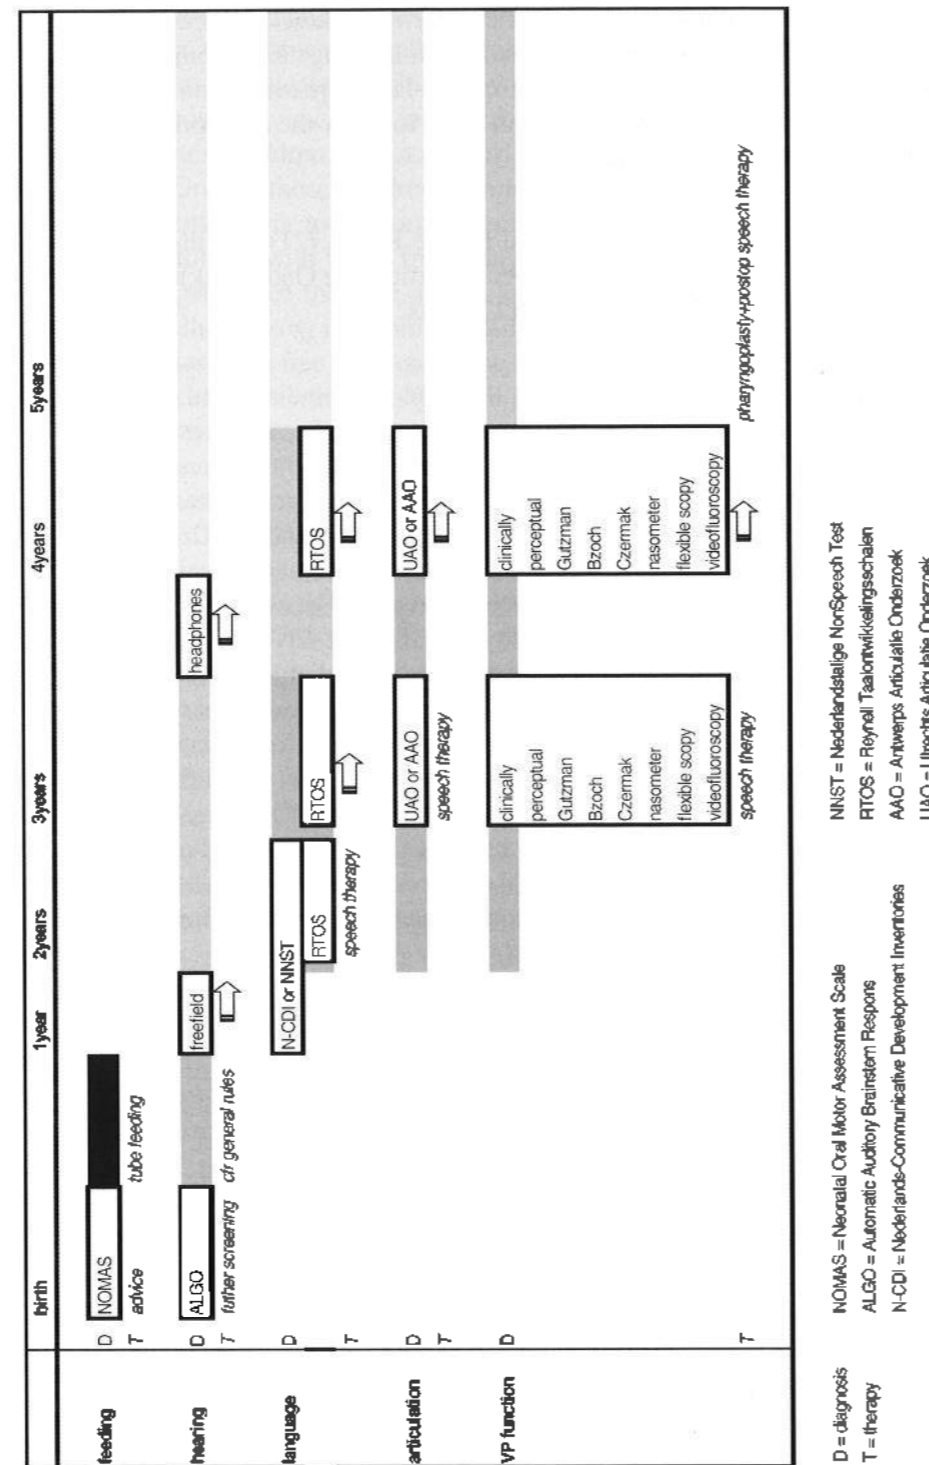 birth 1year 2years 3years 4years 5years
feeding D NOMAS
T advice tube feeding
hearing D ALGO freefield headphones
T futher screening cfr general rules
language D N-CDI or NNST
RTOS RTOS RTOS
T speech therapy
articulation D UAO or AAO UAO or AAO
T speech therapy
VP function D clinically clinically
perceptual perceptual
Gutzman Gutzman
Bzoch Bzoch
Czermak Czermak
nasometer nasometer
flexible scopy flexible scopy
videofluoroscopy videofluoroscopy
T speech therapy pharyngoplasty+postop speech therapy
D = diagnosis NOMAS = Neonatal Oral Motor Assessment Scale NNST = Nederlandstalige NonSpeech Test
T = therapy ALGO = Automatic Auditory Brainstem Respons RTOS = Reynell Taalontwikkelingsschalen
N-CDI = Nederlands-Communicative Development Inventories AAO = Antwerps Articulatie Onderzoek
UAO = Utrechts Articulatie Onderzoek